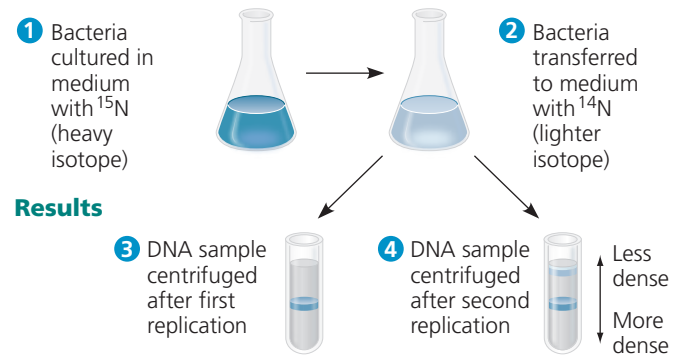 1 Bacteria
cultured in
medium
with ¹⁵N
(heavy
isotope)
2 Bacteria
transferred
to medium
with ¹⁴N
(lighter
isotope)
Results
3 DNA sample
centrifuged
after first
replication
4 DNA sample
centrifuged
after second
replication
Less
dense
More
dense